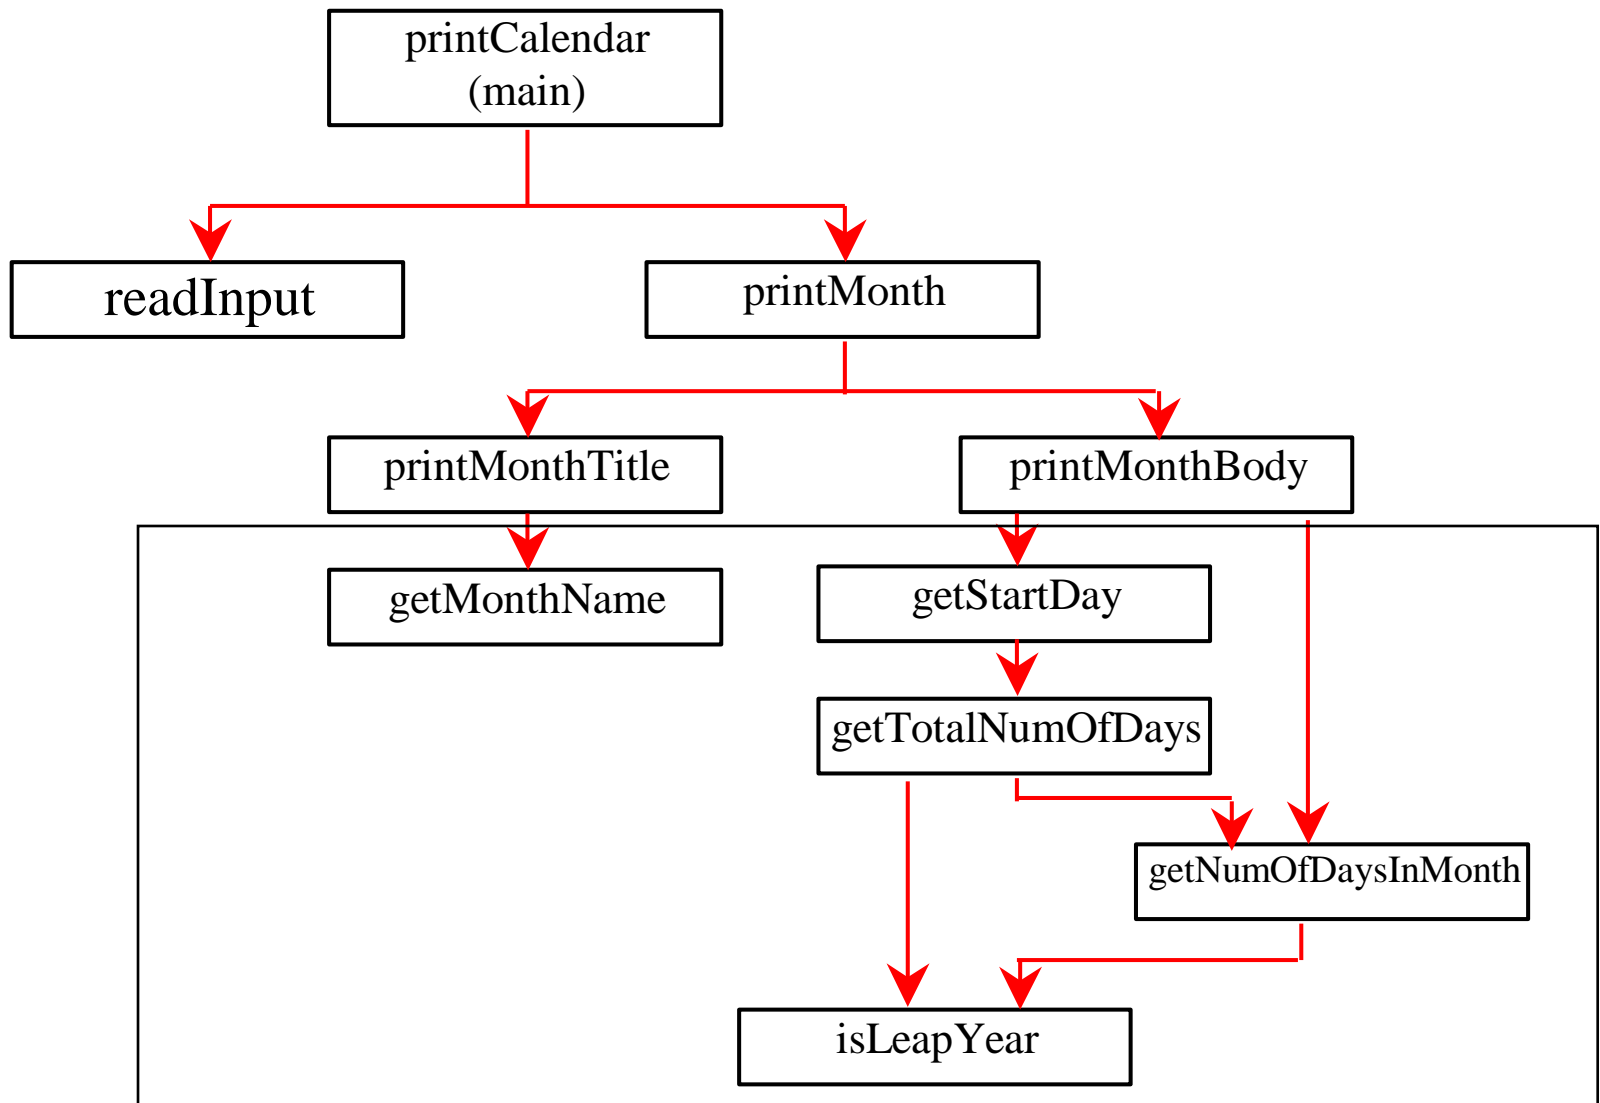 printCalendar
(main)
readInput
printMonth
printMonthTitle
printMonthBody
getMonthName
getStartDay
getTotalNumOfDays
getNumOfDaysInMonth
isLeapYear